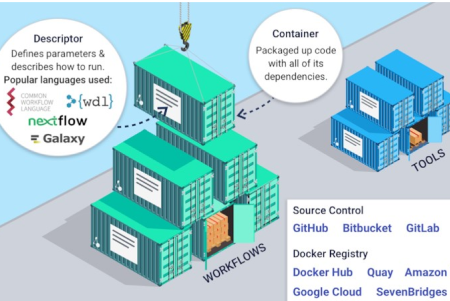 Descriptor
Defines parameters &
describes how to run.
Popular languages used:
COMMON
WORKFLOW
LANGUAGE
{wdl}
nextflow
Galaxy
Container
Packaged up code
with all of its
dependencies.
WORKFLOWS
TOOLS
Source Control
GitHub Bitbucket GitLab
Docker Registry
Docker Hub Quay Amazon
Google Cloud SevenBridges